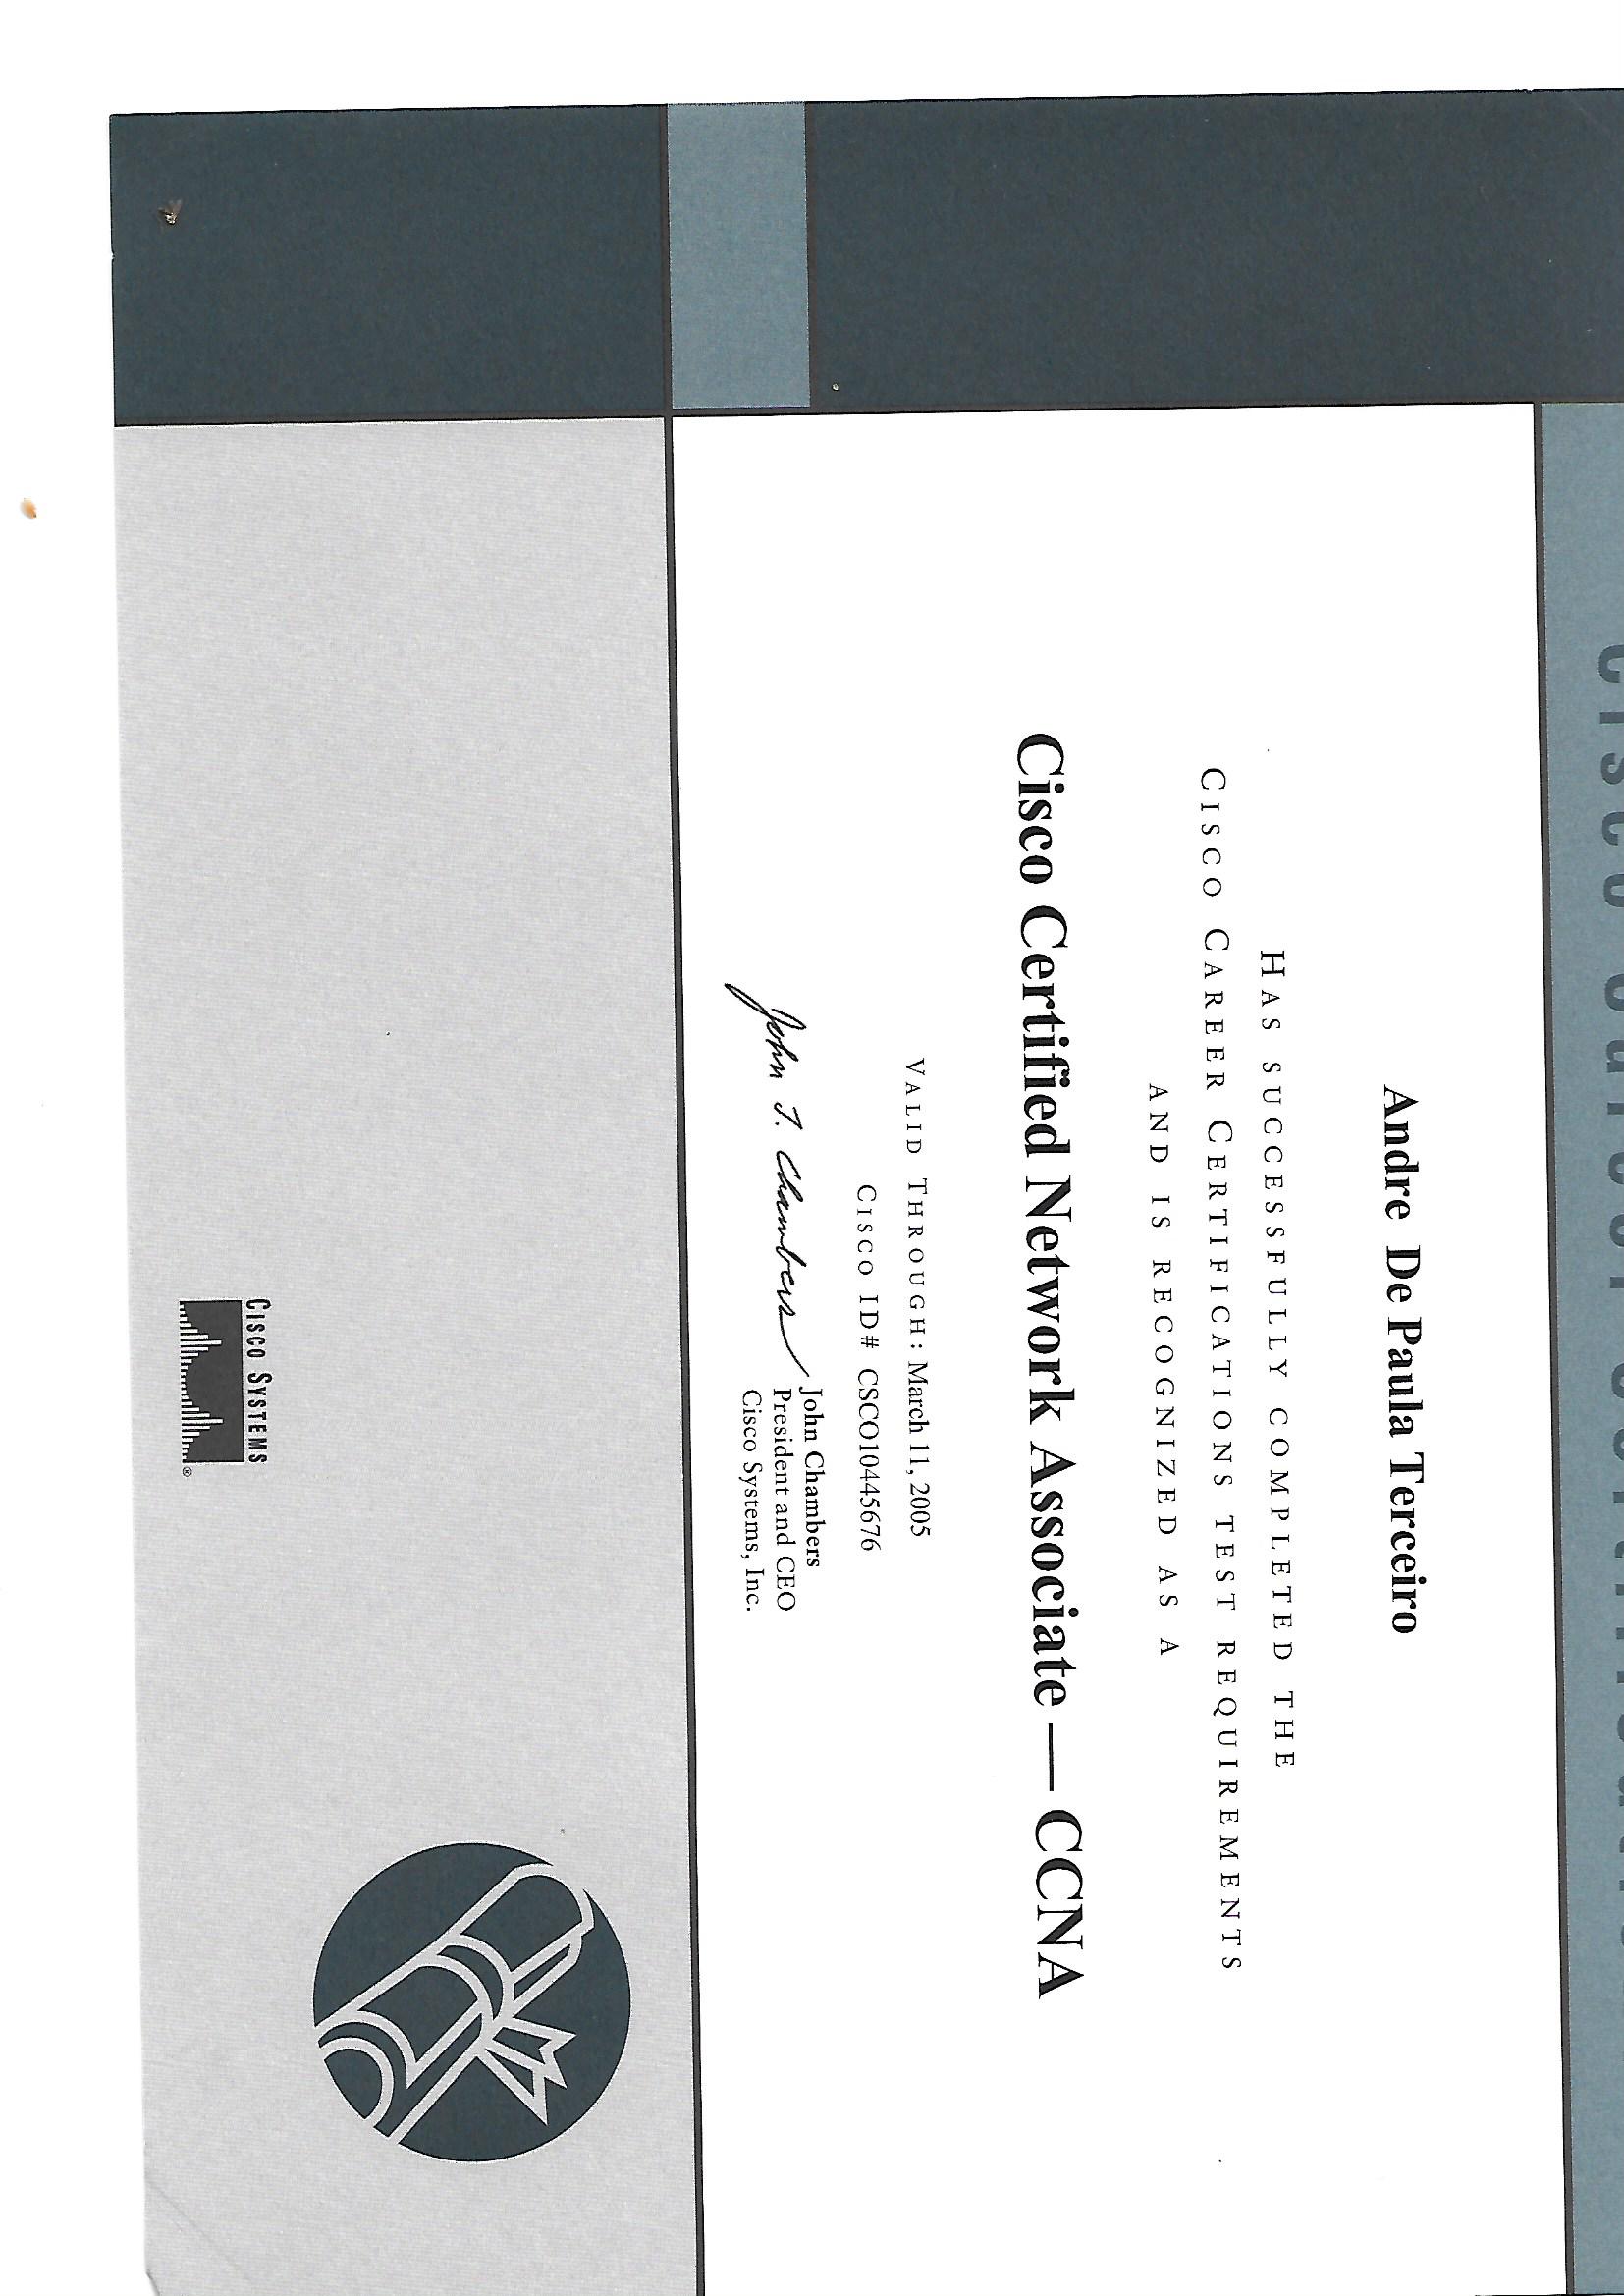 Andre De Paula Terceiro
HAS SUCCESSFULLY COMPLETED THE
CISCO CAREER CERTIFICATIONS TEST REQUIREMENTS
AND IS RECOGNIZED AS A
Cisco Certified Network Associate — CCNA
VALID THROUGH: March 11, 2005
CISCO ID# CSCO10445676
John T. Chambers
John Chambers
President and CEO
Cisco Systems, Inc.
CISCO SYSTEMS
®